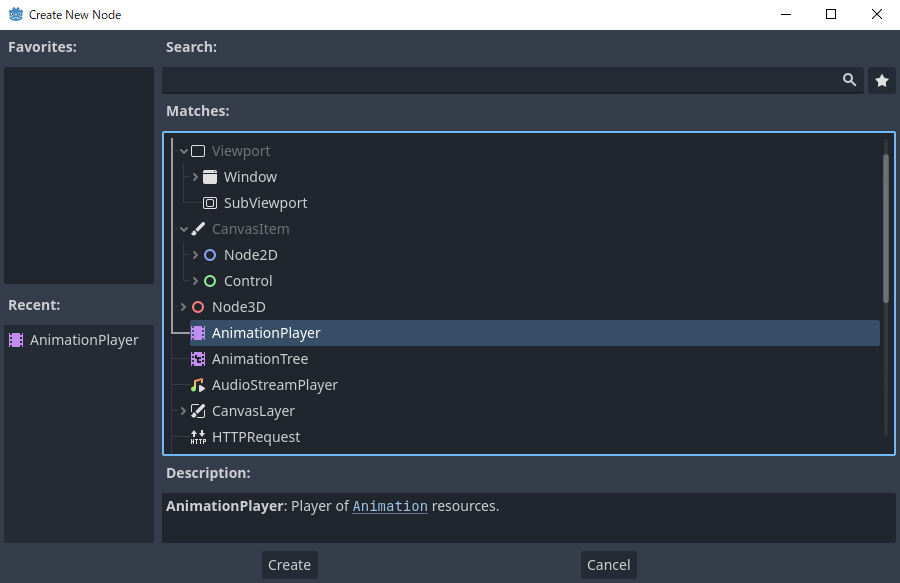 Create New Node
Favorites:
Search:
Matches:
Viewport
Window
SubViewport
CanvasItem
Node2D
Control
Node3D
AnimationPlayer
AnimationTree
AudioStreamPlayer
CanvasLayer
HTTP HTTPRequest
Recent:
AnimationPlayer
Description:
AnimationPlayer: Player of Animation resources.
Create
Cancel